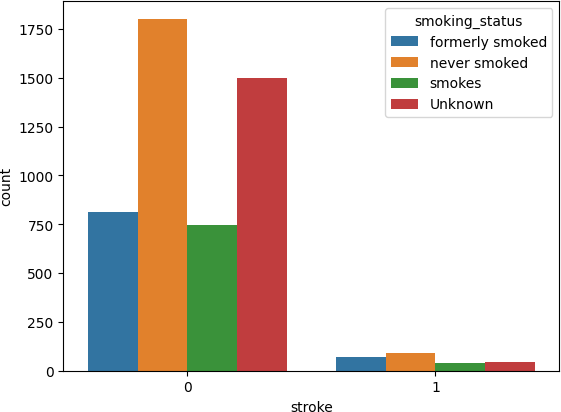 smoking_status
formerly smoked
never smoked
smokes
Unknown
1750
1500
1250
1000
750
500
250
0
count
0 1
stroke